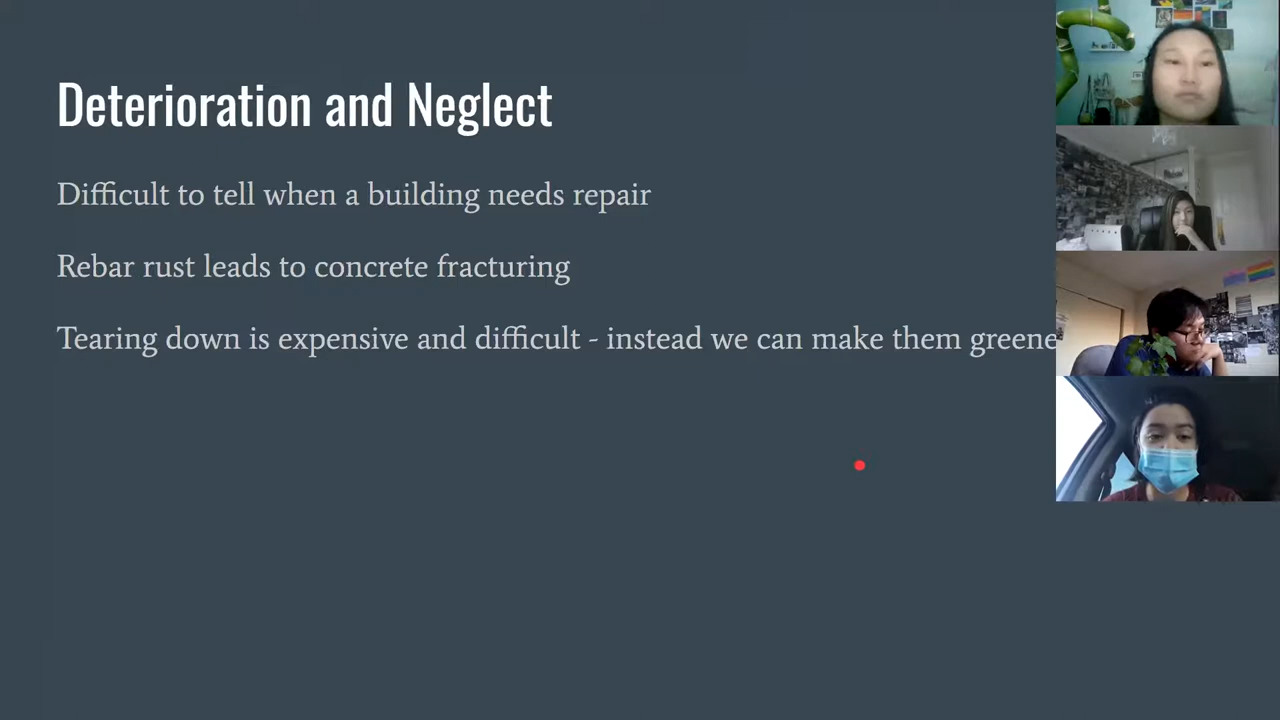 Deterioration and Neglect
Difficult to tell when a building needs repair
Rebar rust leads to concrete fracturing
Tearing down is expensive and difficult - instead we can make them greene